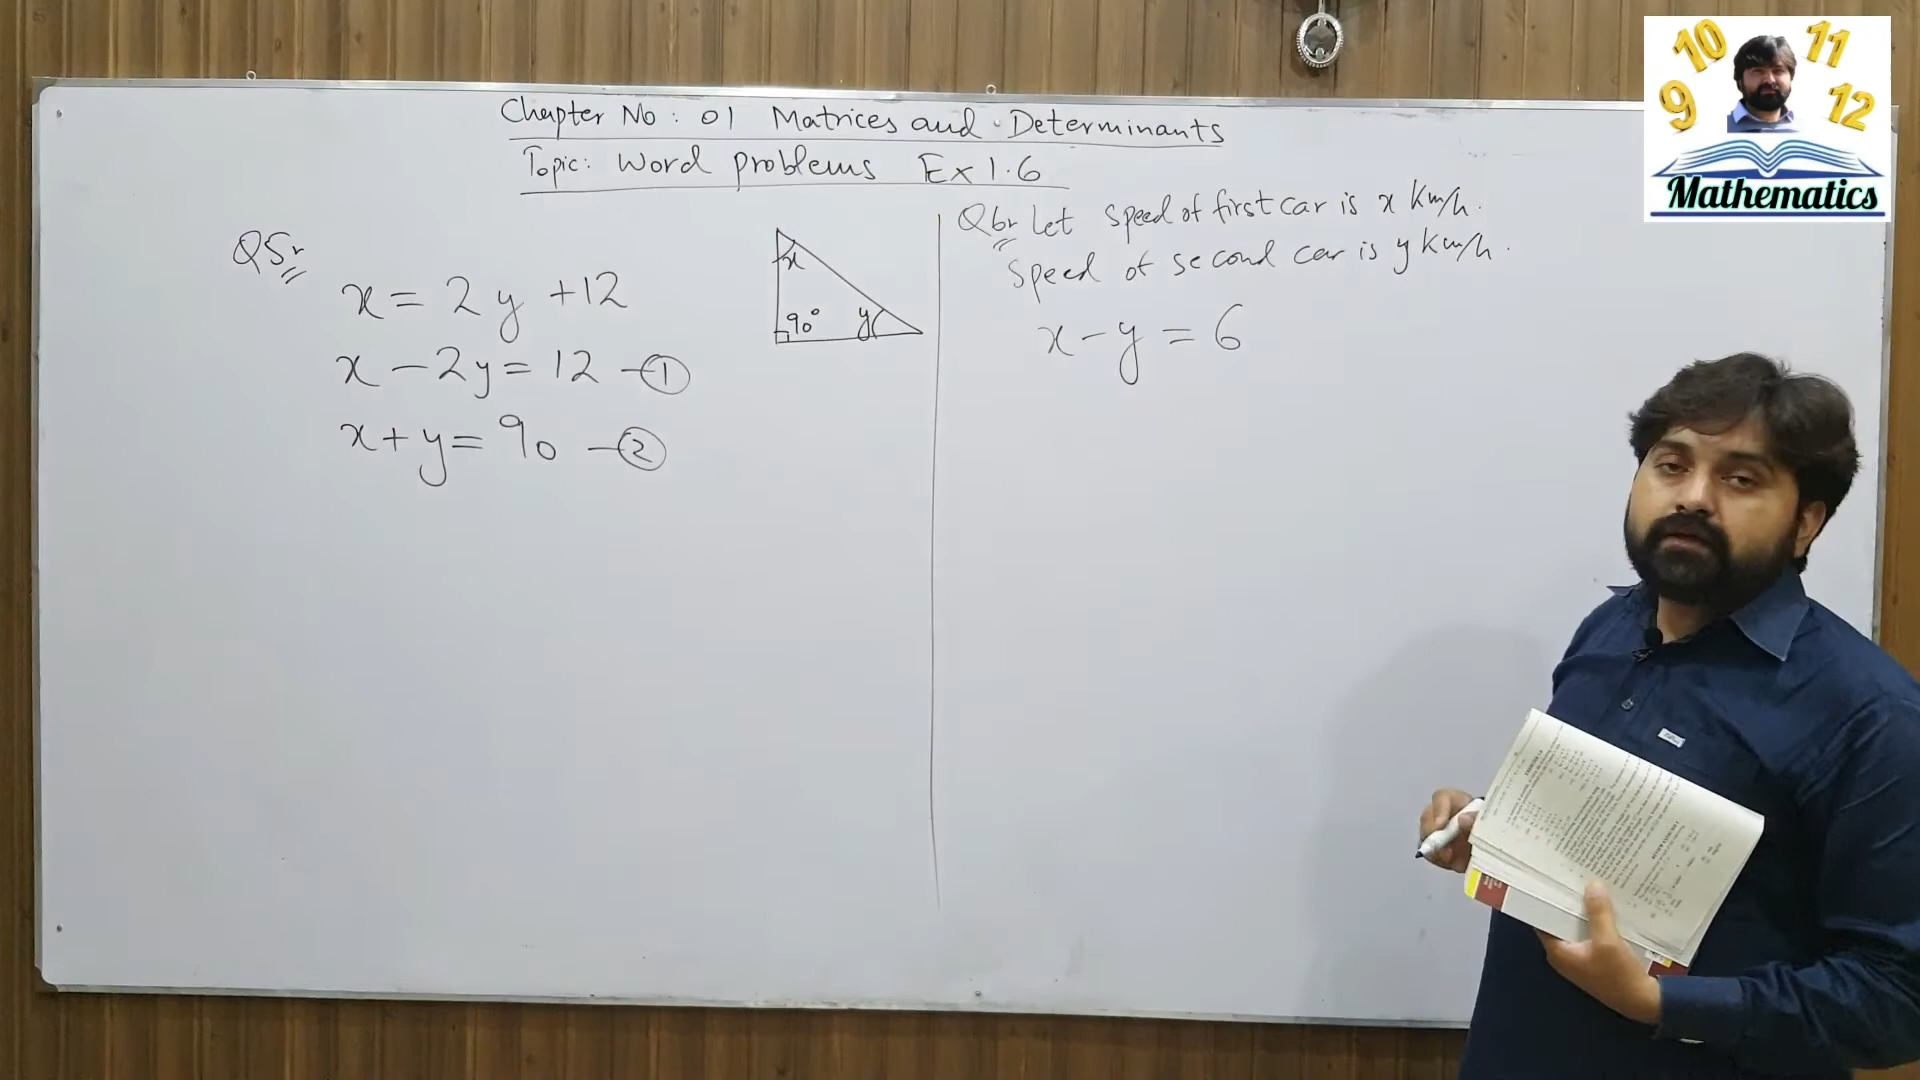 Chapter No: 01 Matrices and Determinants
Topic: Word problems Ex 1.6
Q5
x = 2y + 12
x - 2y = 12 - ①
x + y = 90 - ②
x
90°
y
Q6 Let speed of first car is x Km/h.
Speed of second car is y Km/h.
x - y = 6
9 10 11 12
Mathematics